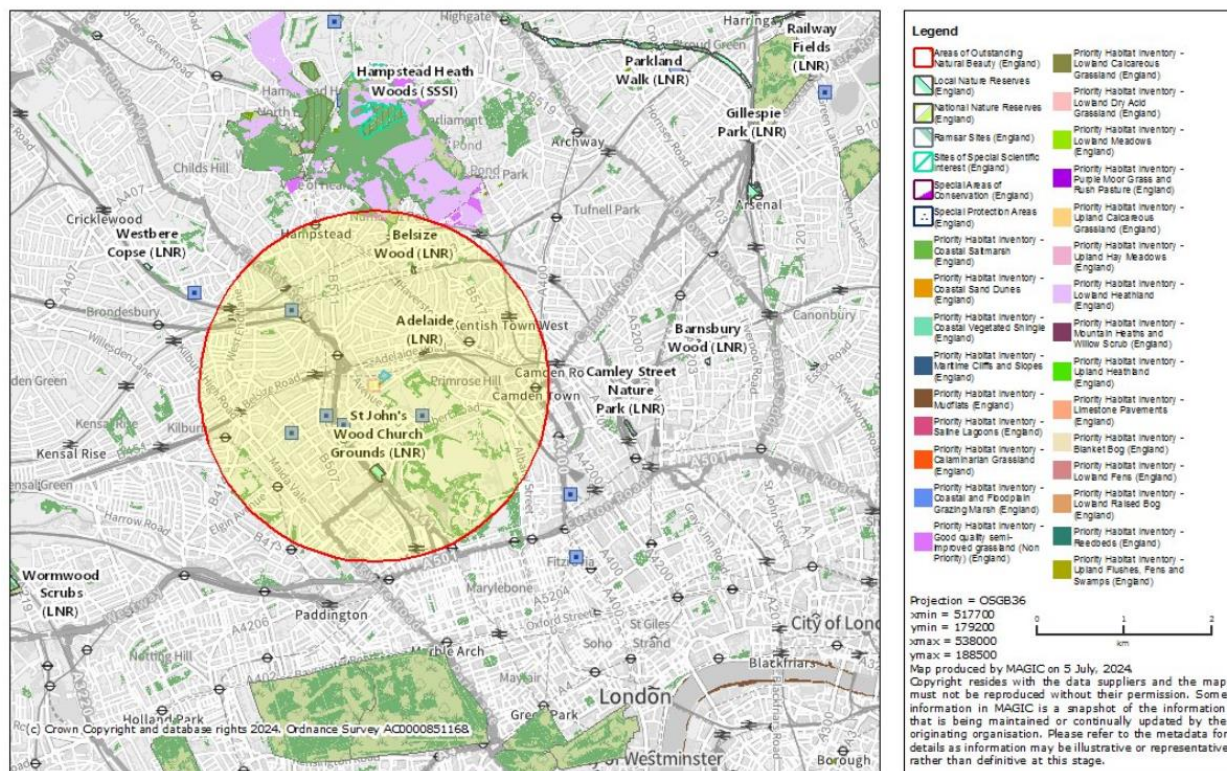 Highgate
Harringay
Stroud Green
Railway
Fields
(LNR)
Parkland
Walk (LNR)
Hampstead Heath
Woods (SSSI)
Gillespie
Park (LNR)
Archway
Childs Hill
Tufnell Park
Arsenal
Cricklewood
Westbere
Copse (LNR)
Hampstead
Belsize
Wood (LNR)
Brondesbury
Canonbury
Adelaide
(LNR)
Kentish Town West
Barnsbury
Wood (LNR)
Primrose Hill
Camden Ro
Camden Town
Camley Street
Nature
Park (LNR)
Kensal Rise
St John's
Wood Church
Grounds (LNR)
Harrow Road
Wormwood
Scrubs
(LNR)
Marylebone
A5204
Paddington
Oxford Street
St Giles
Soho
Strand
City of Lond
Notting Hill
Marble Arch
Mayfair
Blackfriars
London
Holland Park
Green Park
(c) Crown Copyright and database rights 2024. Ordnance Survey AC0000851168.
of Westminster
Borough
Legend
Areas of Outstanding
Natural Beauty (England)
Local Nature Reserves
(England)
National Nature Reserves
(England)
Ramsar Sites (England)
Sites of Special Scientific
Interest (England)
Special Areas of
Conservation (England)
Special Protection Areas
(England)
Priority Habitat Inventory -
Coastal Saltmarsh
(England)
Priority Habitat Inventory -
Coastal Sand Dunes
(England)
Priority Habitat Inventory -
Coastal Vegetated Shingle
(England)
Priority Habitat Inventory -
Maritime Cliffs and Slopes
(England)
Priority Habitat Inventory -
Mudflats (England)
Priority Habitat Inventory -
Saline Lagoons (England)
Priority Habitat Inventory -
Calaminarian Grassland
(England)
Priority Habitat Inventory -
Coastal and Floodplain
Grazing Marsh (England)
Priority Habitat Inventory -
Good quality semi-
improved grassland (Non
Priority) (England)
Priority Habitat Inventory -
Lowland Calcareous
Grassland (England)
Priority Habitat Inventory -
Lowland Dry Acid
Grassland (England)
Priority Habitat Inventory -
Lowland Meadows
(England)
Priority Habitat Inventory -
Purple Moor Grass and
Rush Pasture (England)
Priority Habitat Inventory -
Upland Calcareous
Grassland (England)
Priority Habitat Inventory -
Upland Hay Meadows
(England)
Priority Habitat Inventory -
Lowland Heathland
(England)
Priority Habitat Inventory -
Mountain Heaths and
Willow Scrub (England)
Priority Habitat Inventory -
Upland Heathland
(England)
Priority Habitat Inventory -
Limestone Pavements
(England)
Priority Habitat Inventory -
Blanket Bog (England)
Priority Habitat Inventory -
Lowland Fens (England)
Priority Habitat Inventory -
Lowland Raised Bog
(England)
Priority Habitat Inventory -
Reedbeds (England)
Priority Habitat Inventory -
Upland Flushes, Fens and
Swamps (England)
Projection = OSGB36
xmin = 517700
ymin = 179200
xmax = 538000
ymax = 188500
0 1 2
km
Map produced by MAGIC on 5 July, 2024.
Copyright resides with the data suppliers and the map
must not be reproduced without their permission. Some
information in MAGIC is a snapshot of the information
that is being maintained or continually updated by the
originating organisation. Please refer to the metadata for
details as information may be illustrative or representative
rather than definitive at this stage.